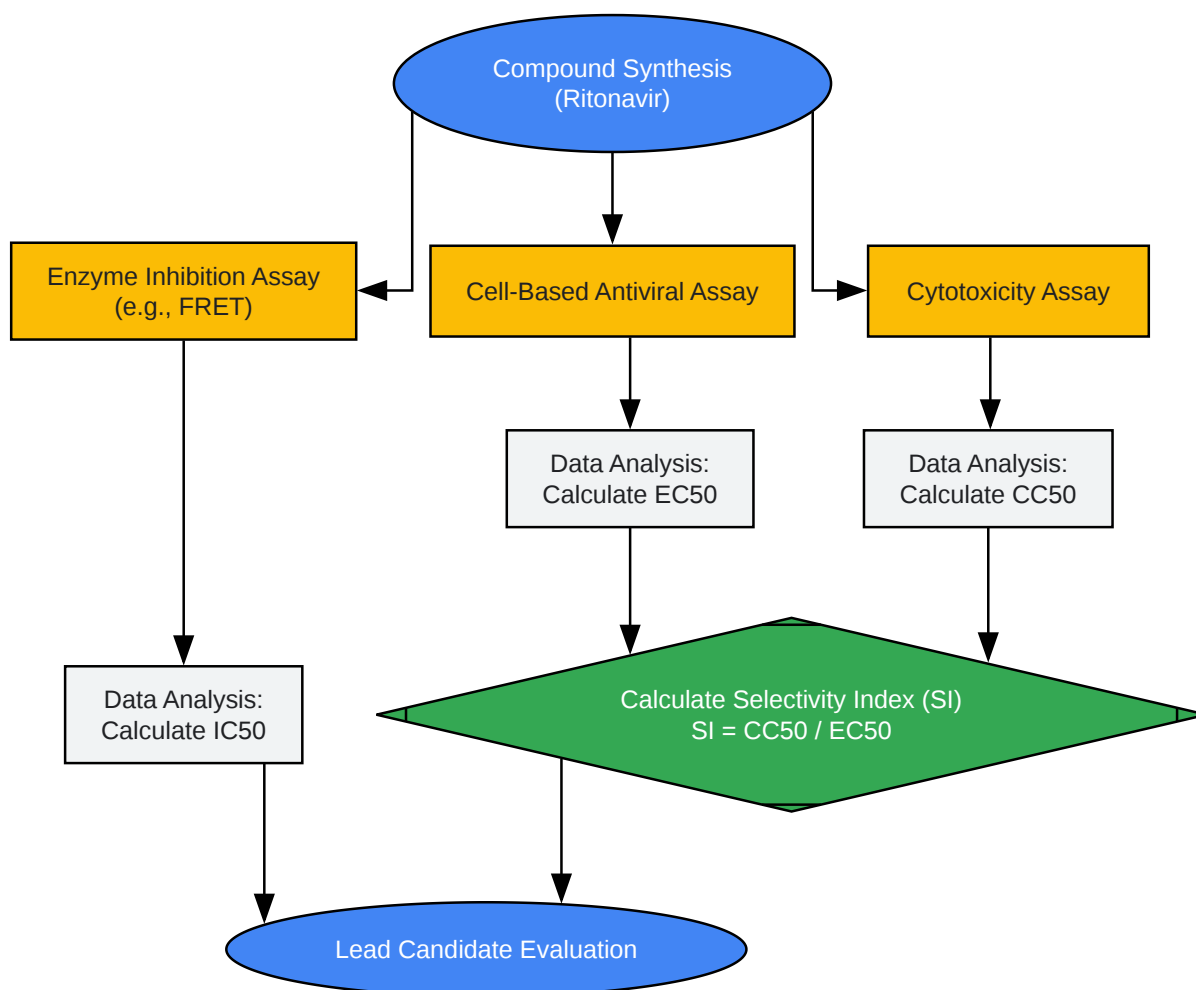 Compound Synthesis
(Ritonavir)
Enzyme Inhibition Assay
(e.g., FRET)
Cell-Based Antiviral Assay
Cytotoxicity Assay
Data Analysis:
Calculate EC50
Data Analysis:
Calculate CC50
Data Analysis:
Calculate IC50
Calculate Selectivity Index (SI)
SI = CC50 / EC50
Lead Candidate Evaluation